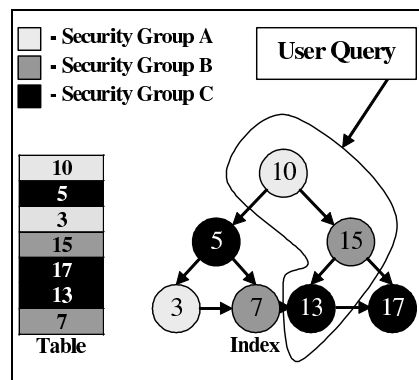 - Security Group A
- Security Group B
- Security Group C
User Query
10
5
3
15
17
13
7
Table
10
5
15
3
7
13
17
Index